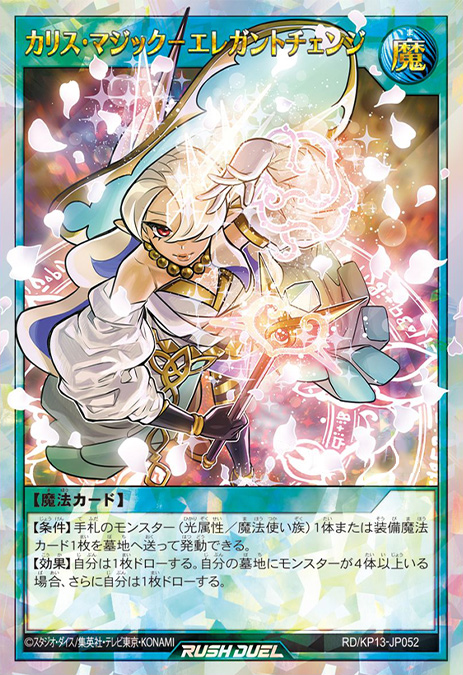 カリス・マジック－エレガントチェンジ
魔
【魔法カード】
【条件】手札のモンスター（光属性／魔法使い族）1体または装備魔法
カード1枚を墓地へ送って発動できる。
【効果】自分は1枚ドローする。自分の墓地にモンスターが4体以上いる
場合、さらに自分は1枚ドローする。
©スタジオ・ダイス/集英社・テレビ東京・KONAMI
RUSH DUEL
RD/KP13-JP052